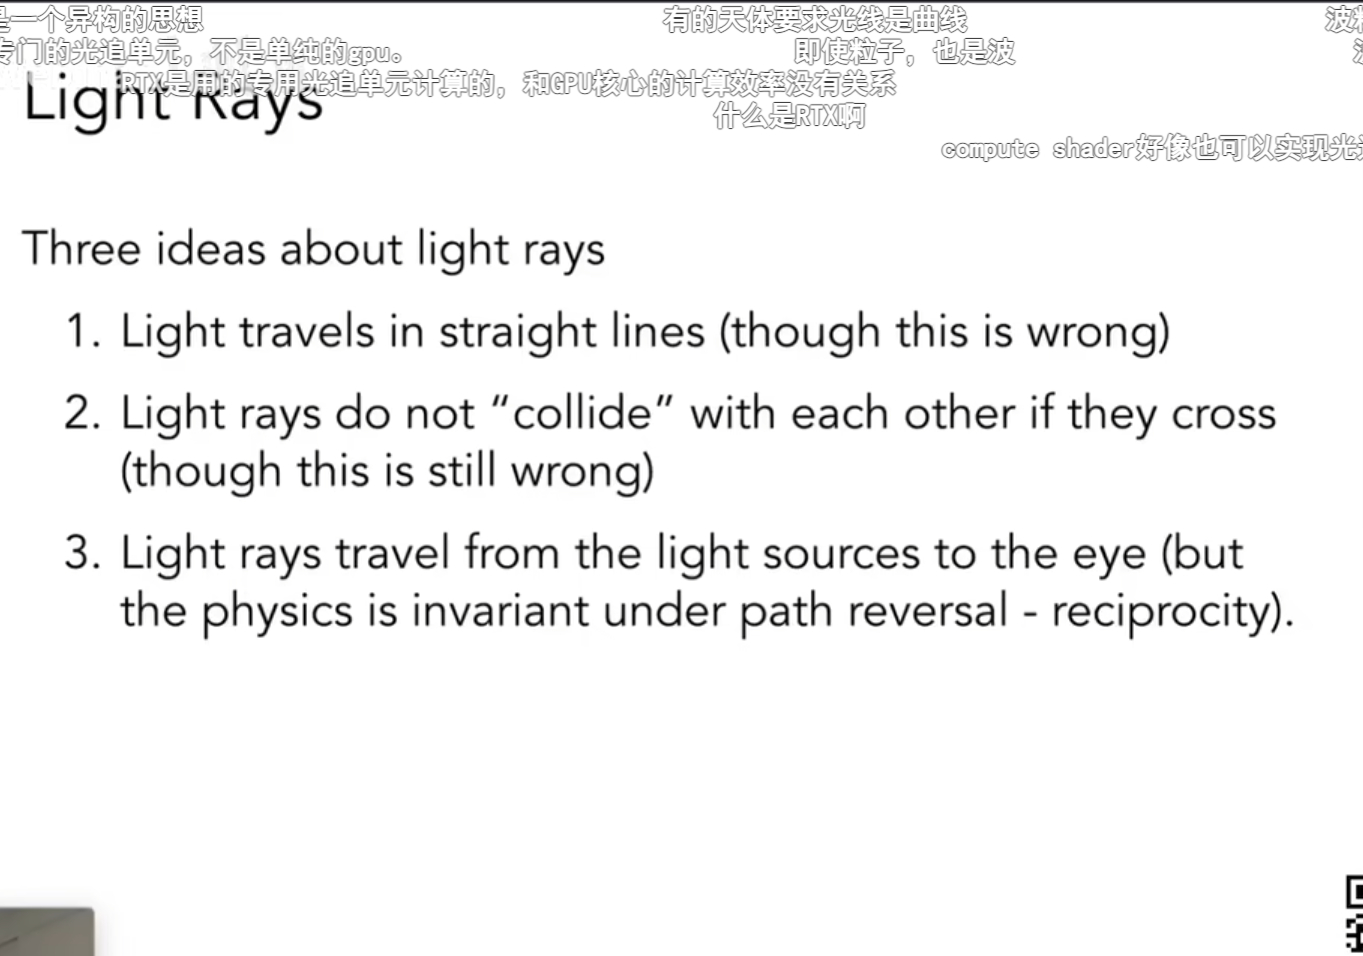 是一个异构的思想
有的天体要求光线是曲线
专门的光追单元，不是单纯的gpu。
即使粒子，也是波
RTX是用的专用光追单元计算的，和GPU核心的计算效率没有关系
Light Rays
什么是RTX啊
compute shader好像也可以实现光追
Three ideas about light rays
1. Light travels in straight lines (though this is wrong)
2. Light rays do not “collide” with each other if they cross
(though this is still wrong)
3. Light rays travel from the light sources to the eye (but
the physics is invariant under path reversal - reciprocity).